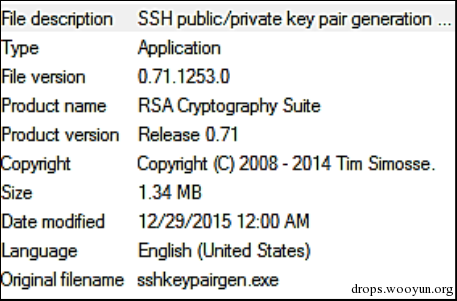 File description SSH public/private key pair generation ...
Type Application
File version 0.71.1253.0
Product name RSA Cryptography Suite
Product version Release 0.71
Copyright Copyright (C) 2008 - 2014 Tim Simosse.
Size 1.34 MB
Date modified 12/29/2015 12:00 AM
Language English (United States)
Original filename sshkeypairgen.exe
drops.wooyun.org